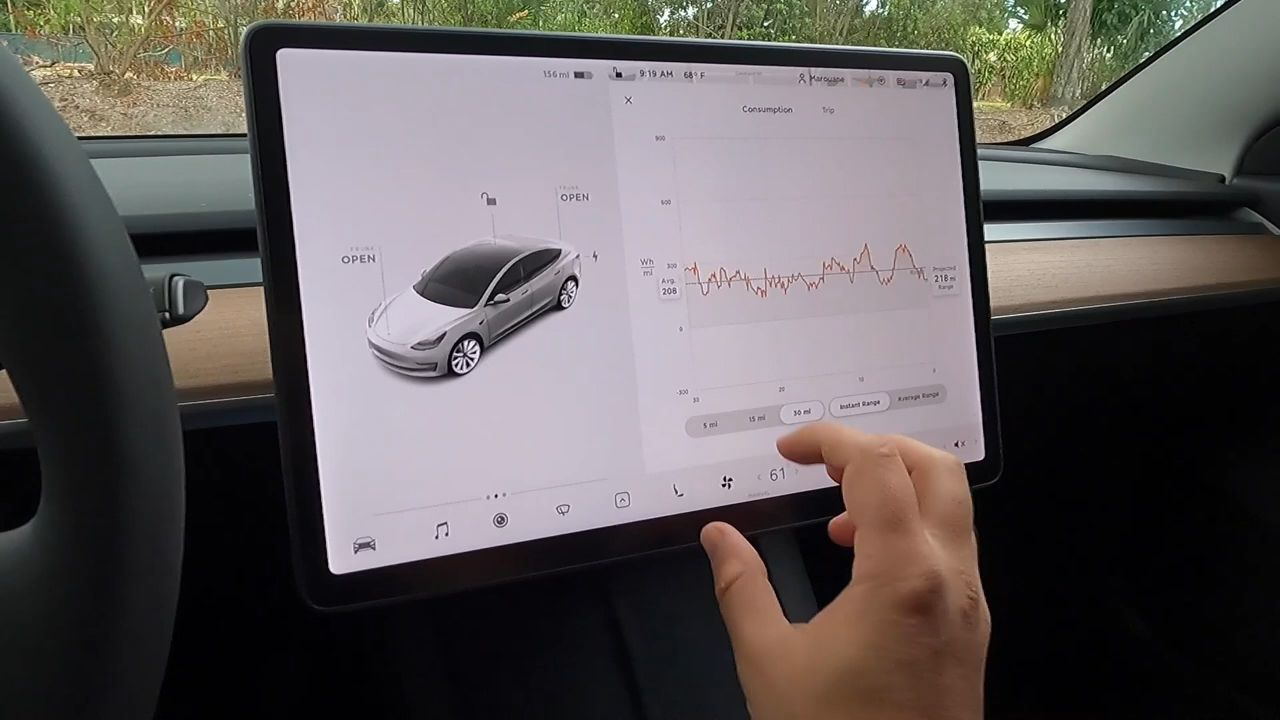 156 mi 9:19 AM 68° F Marouane
Consumption Trip
900
600
TRUNK
OPEN
FRUNK
OPEN
Wh
mi
300
Avg.
208
Projected
218 mi
Range
0
-300
30 20 10 0
5 mi 15 mi 30 mi Instant Range Average Range
61